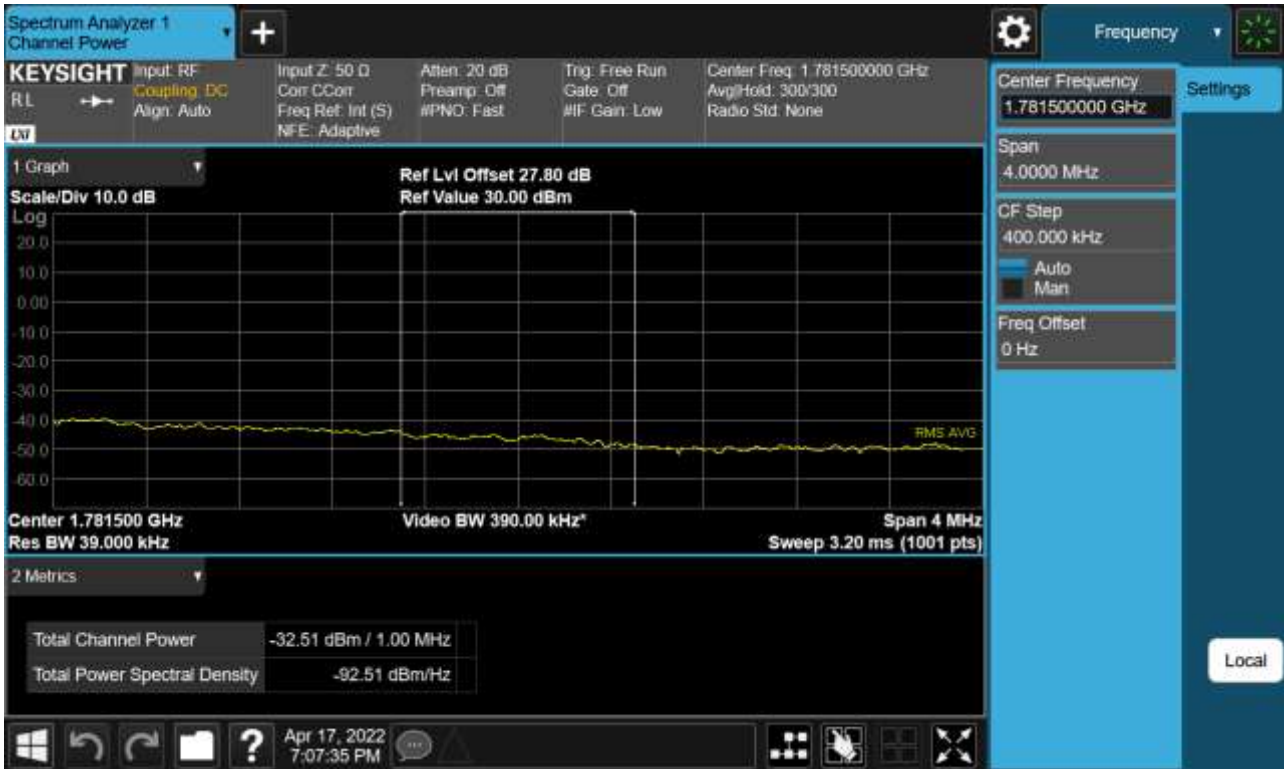 Spectrum Analyzer 1
Channel Power
+
Frequency
KEYSIGHT
RL
LXI
Input: RF
Coupling: DC
Align: Auto
Input Z: 50 Ω
Corr CCorr
Freq Ref: Int (S)
NFE: Adaptive
Atten: 20 dB
Preamp: Off
#PNO: Fast
Trig: Free Run
Gate: Off
#IF Gain: Low
Center Freq: 1.781500000 GHz
Avg|Hold: 300/300
Radio Std: None
Center Frequency
1.781500000 GHz
Settings
Span
4.0000 MHz
CF Step
400.000 kHz
Auto
Man
Freq Offset
0 Hz
1 Graph
Scale/Div 10.0 dB
Ref Lvl Offset 27.80 dB
Ref Value 30.00 dBm
Log
20.0
10.0
0.00
-10.0
-20.0
-30.0
-40.0
-50.0
-60.0
RMS AVG
Center 1.781500 GHz
Res BW 39.000 kHz
Video BW 390.00 kHz*
Span 4 MHz
Sweep 3.20 ms (1001 pts)
2 Metrics
Total Channel Power -32.51 dBm / 1.00 MHz
Total Power Spectral Density -92.51 dBm/Hz
Local
?
Apr 17, 2022
7:07:35 PM